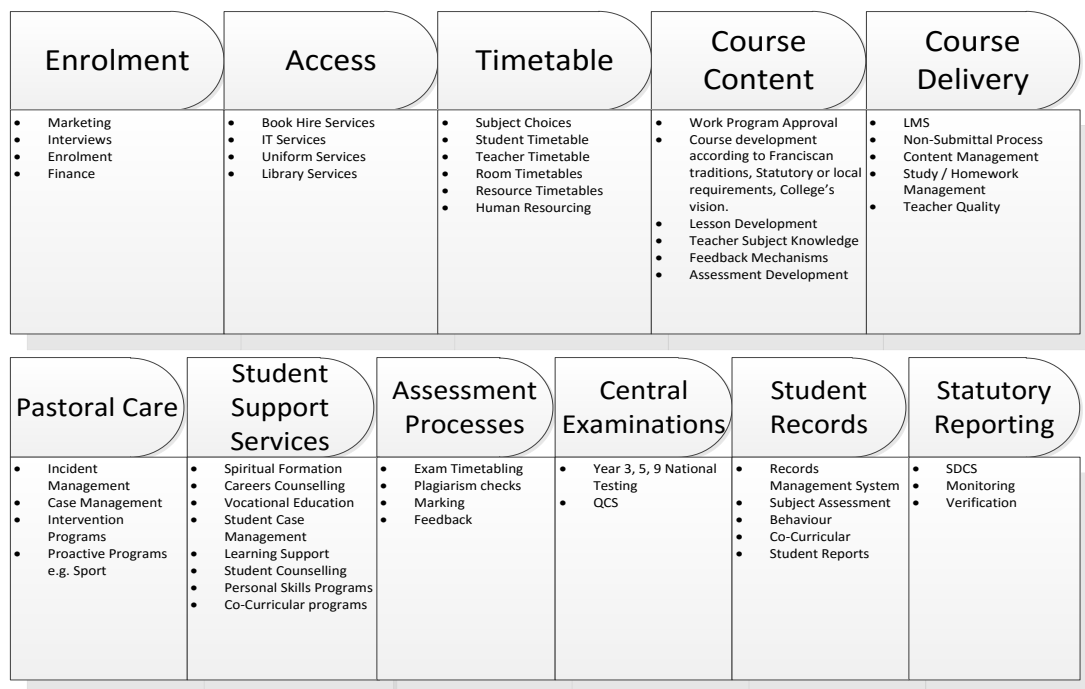 Enrolment
• Marketing
• Interviews
• Enrolment
• Finance
Access
• Book Hire Services
• IT Services
• Uniform Services
• Library Services
Timetable
• Subject Choices
• Student Timetable
• Teacher Timetable
• Room Timetables
• Resource Timetables
• Human Resourcing
Course
Content
• Work Program Approval
• Course development
according to Franciscan
traditions, Statutory or local
requirements, College's
vision.
• Lesson Development
• Teacher Subject Knowledge
• Feedback Mechanisms
• Assessment Development
Course
Delivery
• LMS
• Non-Submittal Process
• Content Management
• Study / Homework
Management
• Teacher Quality
Pastoral Care
• Incident
Management
• Case Management
• Intervention
Programs
• Proactive Programs
e.g. Sport
Student
Support
Services
• Spiritual Formation
• Careers Counselling
• Vocational Education
• Student Case
Management
• Learning Support
• Student Counselling
• Personal Skills Programs
• Co-Curricular programs
Assessment
Processes
• Exam Timetabling
• Plagiarism checks
• Marking
• Feedback
Central
Examinations
• Year 3, 5, 9 National
Testing
• QCS
Student
Records
• Records
Management System
• Subject Assessment
• Behaviour
• Co-Curricular
• Student Reports
Statutory
Reporting
• SDCS
• Monitoring
• Verification